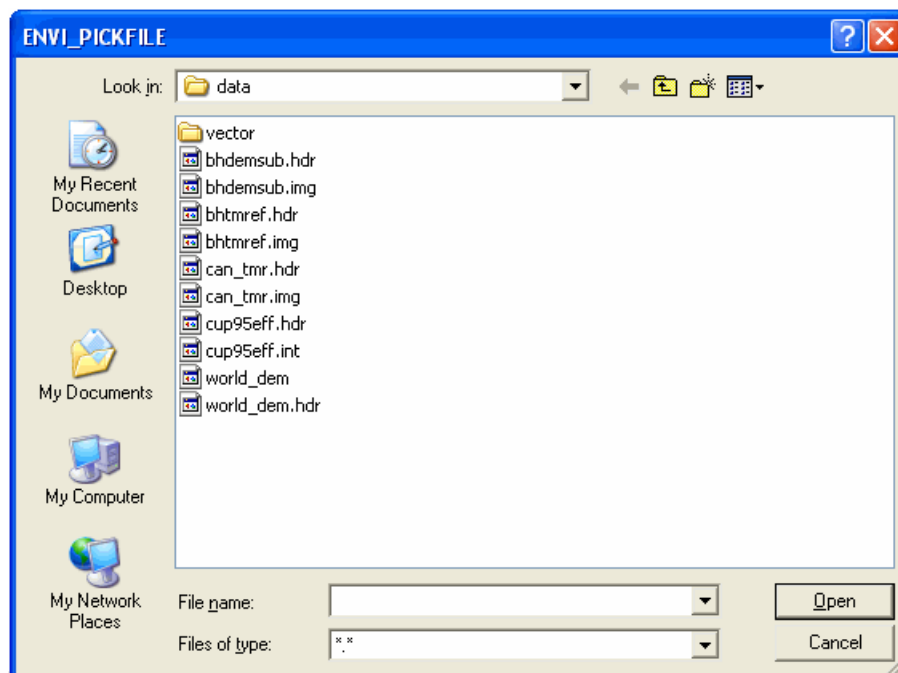 ENVI_PICKFILE
Look in:
data
vector
bhdemsub.hdr
bhdemsub.img
bhtmref.hdr
bhtmref.img
can_tmr.hdr
can_tmr.img
cup95eff.hdr
cup95eff.int
world_dem
world_dem.hdr
My Recent
Documents
Desktop
My Documents
My Computer
My Network
Places
File name:
Open
Files of type:
*.*
Cancel